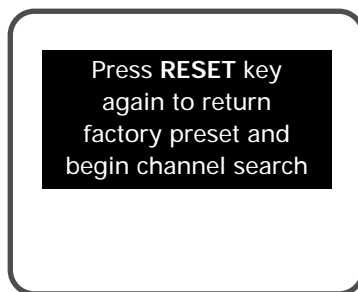 Press RESET key
again to return
factory preset and
begin channel search